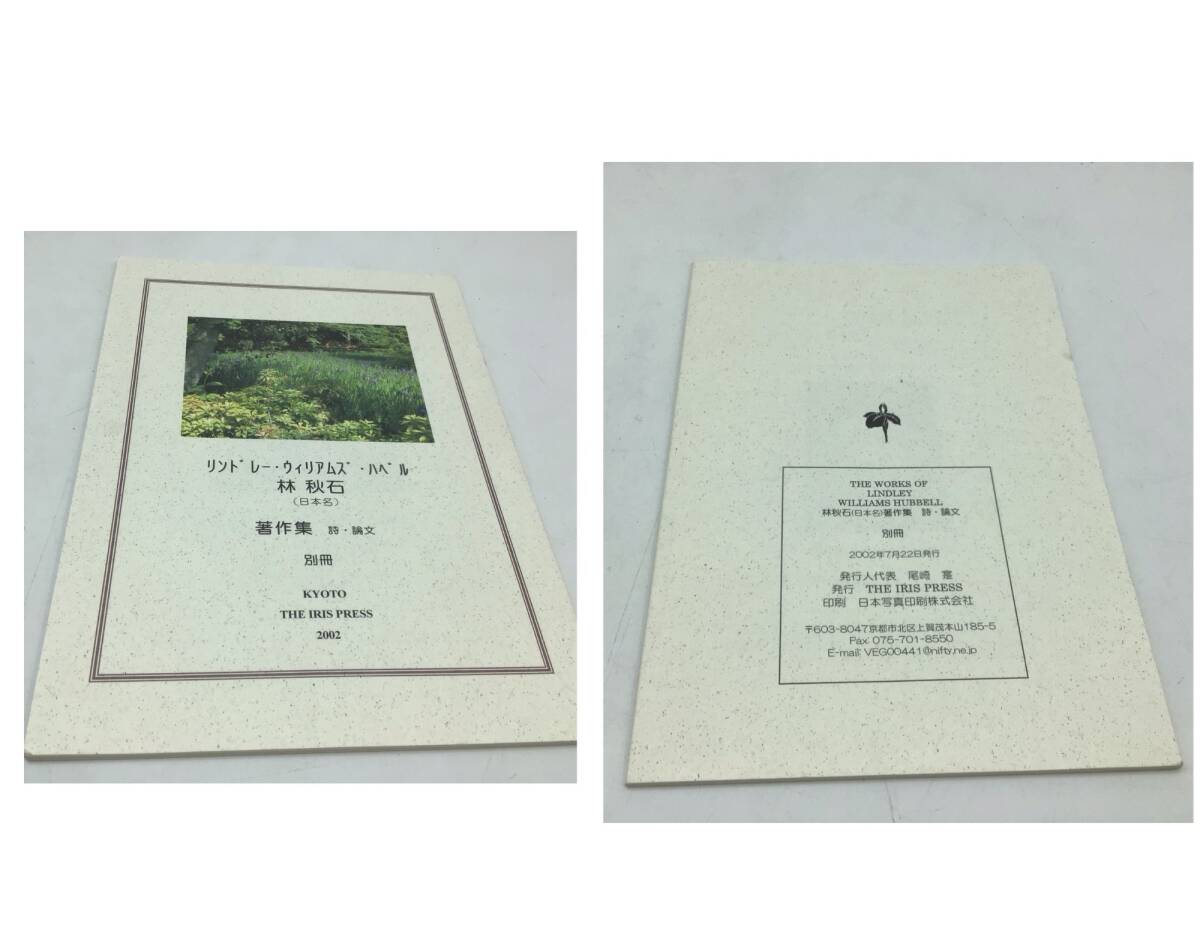 リンドレー・ウィリアムズ・ハベル
林 秋石
(日本名)
著作集 詩・論文
別冊
KYOTO
THE IRIS PRESS
2002
THE WORKS OF
LINDLEY
WILLIAMS HUBBELL
林秋石(日本名)著作集 詩・論文
別冊
2002年7月22日発行
発行人代表 尾崎
発行 THE IRIS PRESS
印刷 日本写真印刷株式会社
〒603-8047京都市北区上賀茂本山185-5
Fax: 075-701-8550
E-mail: VEG00441@nifty.ne.jp